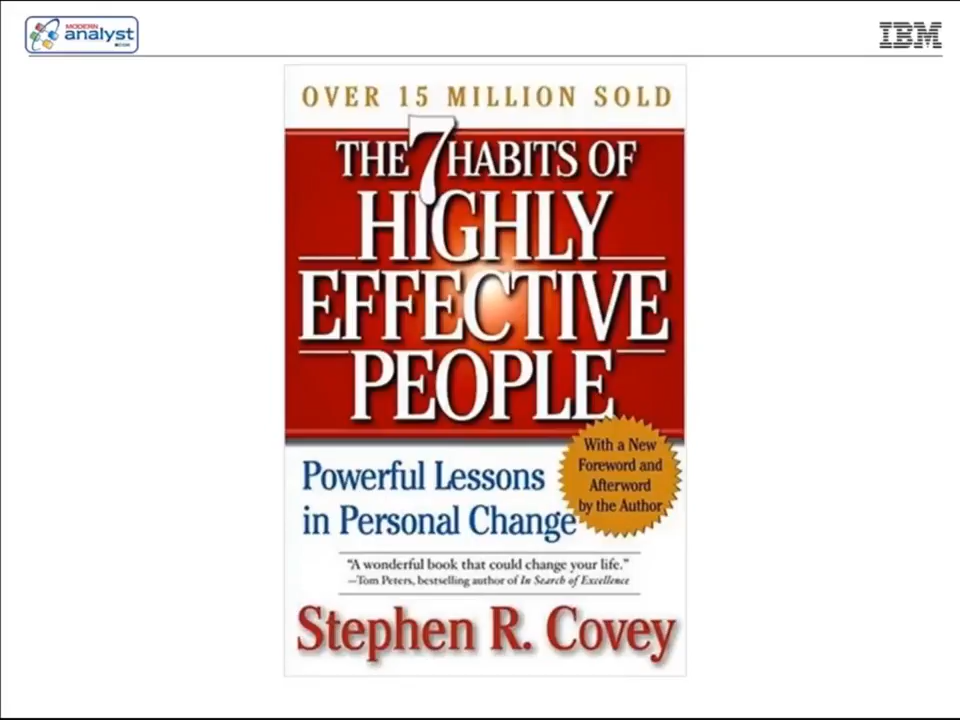 MODERN
analyst
IBM
OVER 15 MILLION SOLD
THE 7 HABITS OF
HIGHLY
EFFECTIVE
PEOPLE
With a New
Foreword and
Afterword
by the Author
Powerful Lessons
in Personal Change
“A wonderful book that could change your life.”
—Tom Peters, bestselling author of In Search of Excellence
Stephen R. Covey